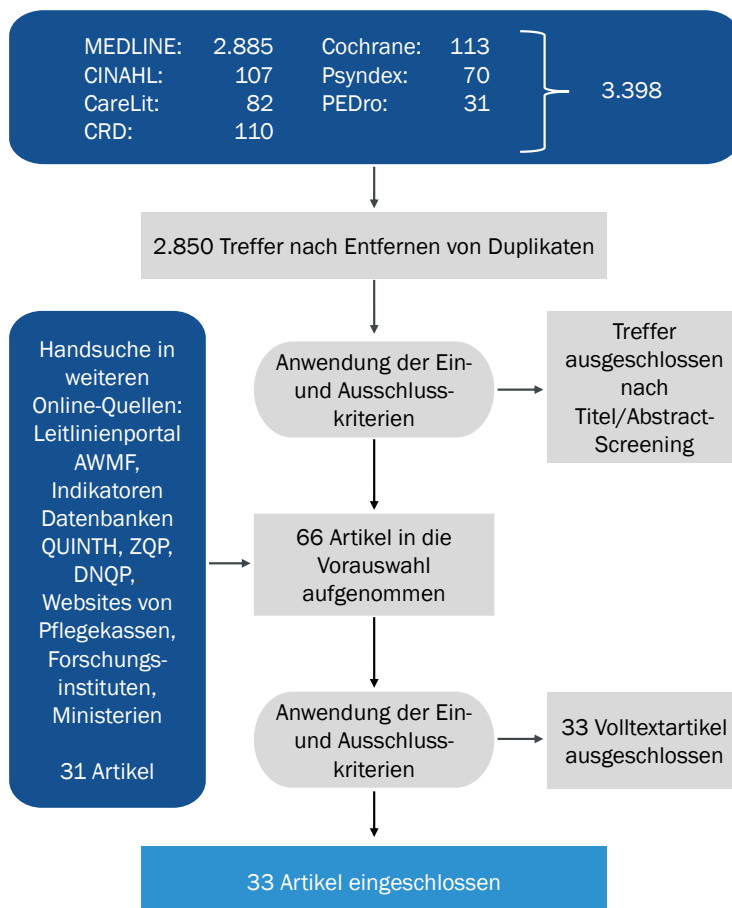 MEDLINE: 2.885 Cochrane: 113
CINAHL: 107 Psyndex: 70
CareLit: 82 PEDro: 31
CRD: 110
3.398
2.850 Treffer nach Entfernen von Duplikaten
Anwendung der Ein-
und Ausschluss-
kriterien
Treffer
ausgeschlossen
nach
Titel/Abstract-
Screening
Handsuche in
weiteren
Online-Quellen:
Leitlinienportal
AWMF,
Indikatoren
Datenbanken
QUINTH, ZQP,
DNQP,
Websites von
Pflegekassen,
Forschungs-
instituten,
Ministerien
31 Artikel
66 Artikel in die
Vorauswahl
aufgenommen
Anwendung der Ein-
und Ausschluss-
kriterien
33 Volltextartikel
ausgeschlossen
33 Artikel eingeschlossen